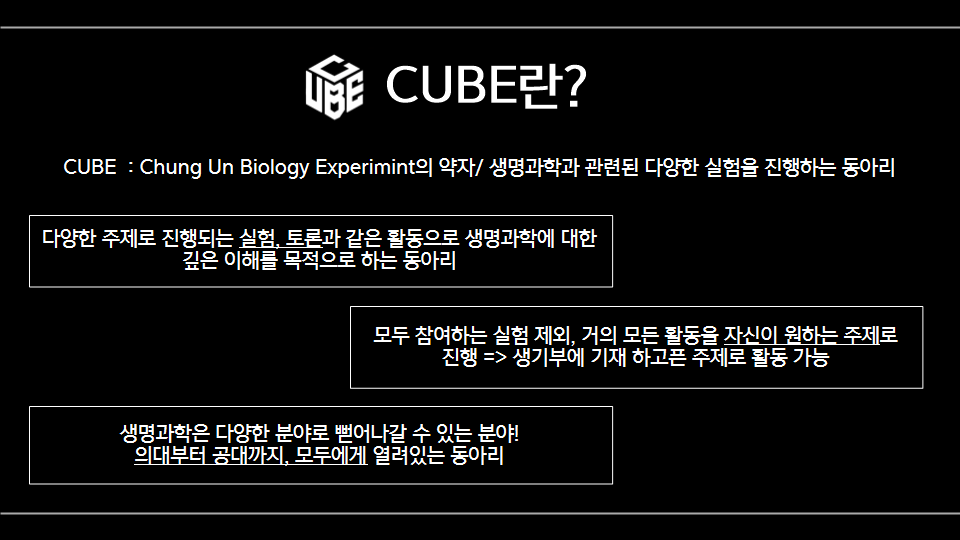 CUBE
CUBE란?
CUBE : Chung Un Biology Experimint의 약자/ 생명과학과 관련된 다양한 실험을 진행하는 동아리
다양한 주제로 진행되는 실험, 토론과 같은 활동으로 생명과학에 대한
깊은 이해를 목적으로 하는 동아리
모두 참여하는 실험 제외, 거의 모든 활동을 자신이 원하는 주제로
진행 => 생기부에 기재 하고픈 주제로 활동 가능
생명과학은 다양한 분야로 뻗어나갈 수 있는 분야!
의대부터 공대까지, 모두에게 열려있는 동아리